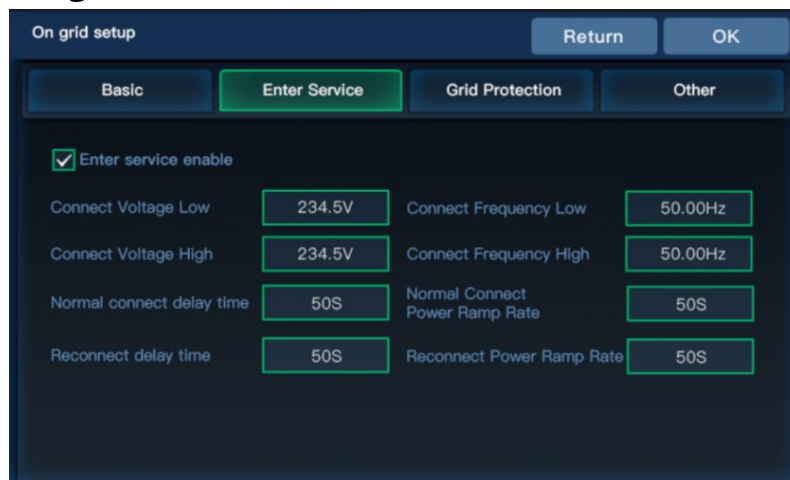 On grid setup
Return
OK
Basic
Enter Service
Grid Protection
Other
Enter service enable
Connect Voltage Low
234.5V
Connect Frequency Low
50.00Hz
Connect Voltage High
234.5V
Connect Frequency High
50.00Hz
Normal connect delay time
50S
Normal Connect
Power Ramp Rate
50S
Reconnect delay time
50S
Reconnect Power Ramp Rate
50S